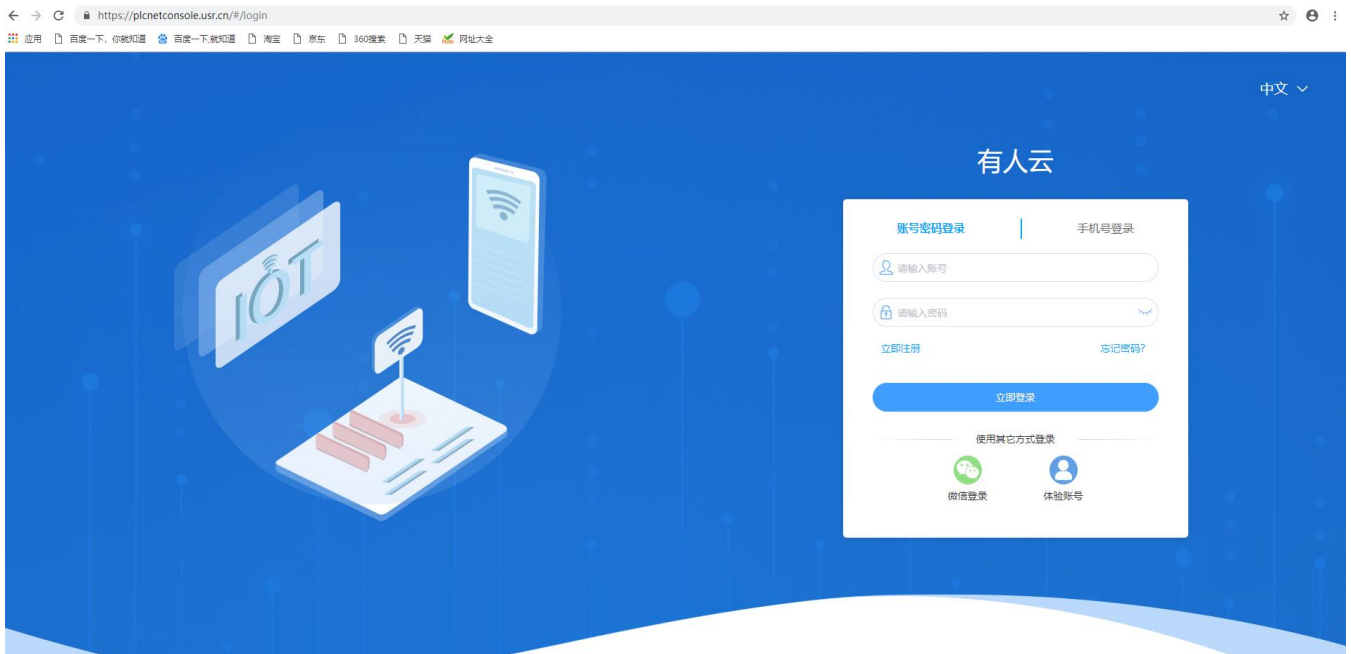 https://plcnetconsole.usr.cn/#/login
应用 百度一下，你就知道 百度一下,就知道 淘宝 京东 360搜索 天猫 网址大全
中文
有人云
IOT
账号密码登录 手机号登录
请输入账号
请输入密码
立即注册 忘记密码?
立即登录
使用其它方式登录
微信登录 体验账号